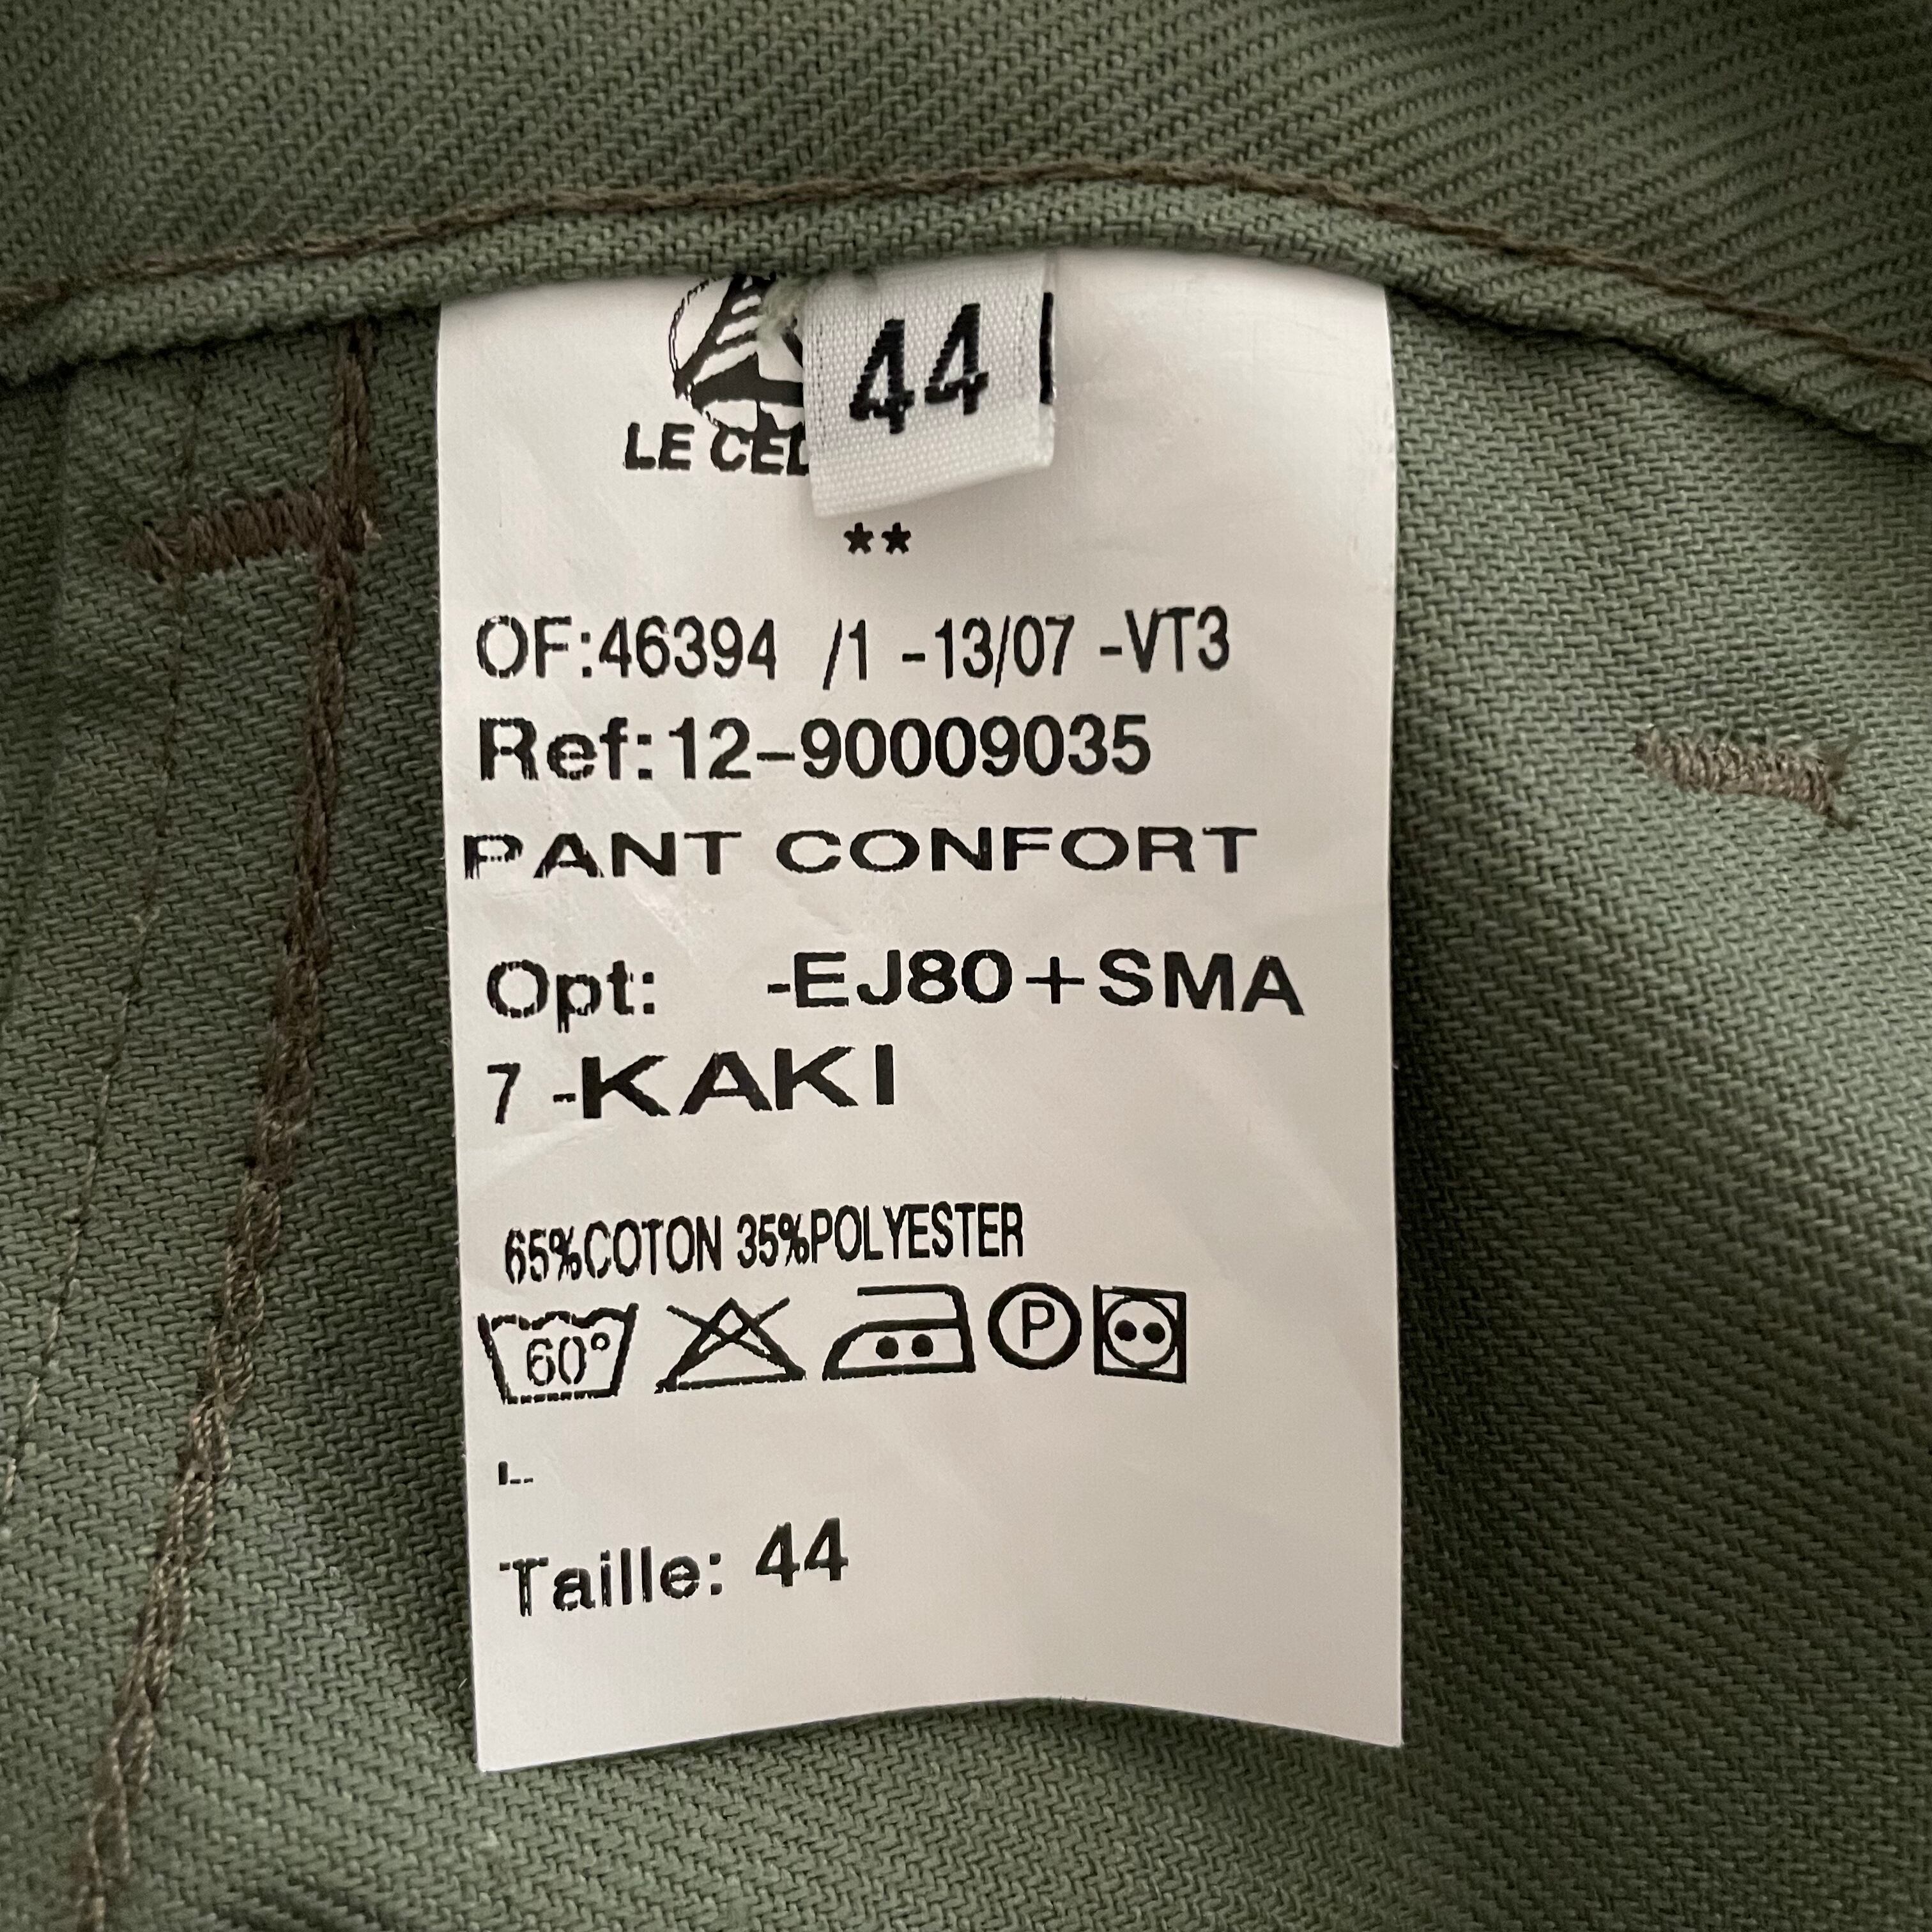 44
LE
**
OF:46394 /1 -13/07 -VT3
Ref:12-90009035
PANT CONFORT
Opt: -EJ80+SMA
7 -KAKI
65%COTON 35%POLYESTER
60° P
Taille: 44